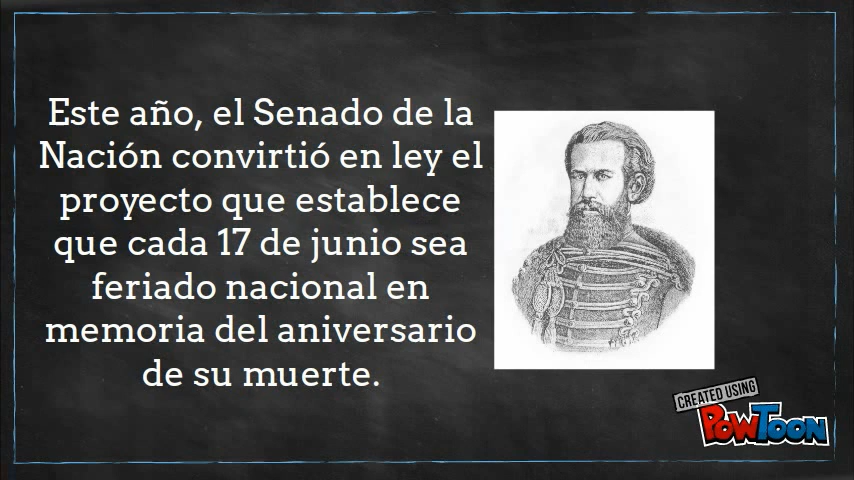 Este año, el Senado de la
Nación convirtió en ley el
proyecto que establece
que cada 17 de junio sea
feriado nacional en
memoria del aniversario
de su muerte.
CREATED USING
POWTOON